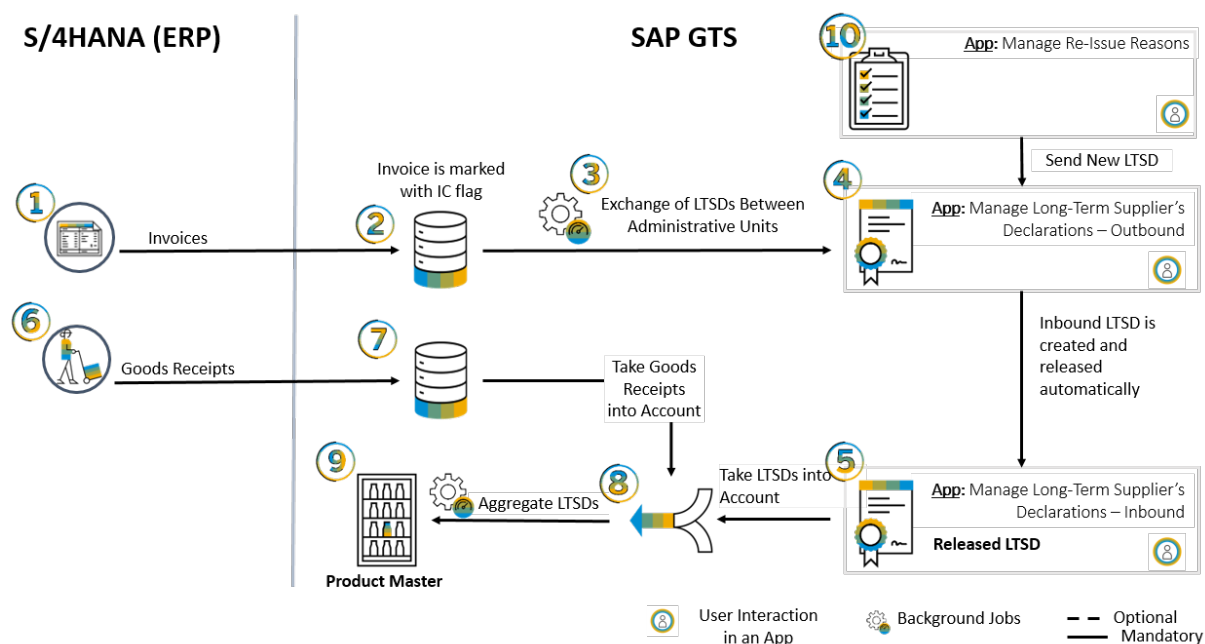 S/4HANA (ERP)
SAP GTS
10
App: Manage Re-Issue Reasons
Send New LTSD
1
Invoices
Invoice is marked
with IC flag
2
3
Exchange of LTSDs Between
Administrative Units
4
App: Manage Long-Term Supplier's
Declarations – Outbound
6
Goods Receipts
7
Take Goods
Receipts
into Account
Inbound LTSD is
created and
released
automatically
9
Aggregate LTSDs
8
Take LTSDs into
Account
5
App: Manage Long-Term Supplier's
Declarations – Inbound
Released LTSD
Product Master
User Interaction
in an App
Background Jobs
Optional
Mandatory